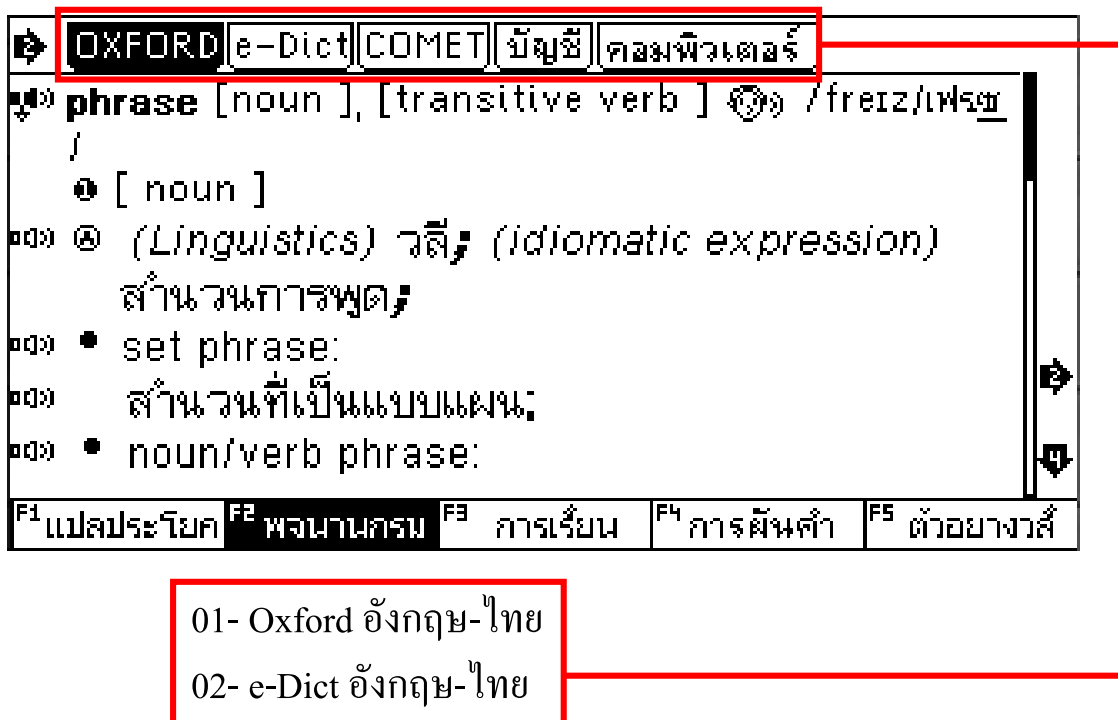 2 OXFORD e-Dict COMET บัญชี คอมพิวเตอร์
phrase [noun ], [transitive verb ] /freɪz/เฟรซ
/
❶ [ noun ]
Ⓐ (Linguistics) วลี; (idiomatic expression)
สำนวนการพูด;
• set phrase:
2
สำนวนที่เป็นแบบแผน;
• noun/verb phrase:
4
F1 แปลประโยค F2 พจนานุกรม F3 การเรียน F4 การผันคำ F5 ตัวอย่างวลี
01- Oxford อังกฤษ-ไทย
02- e-Dict อังกฤษ-ไทย